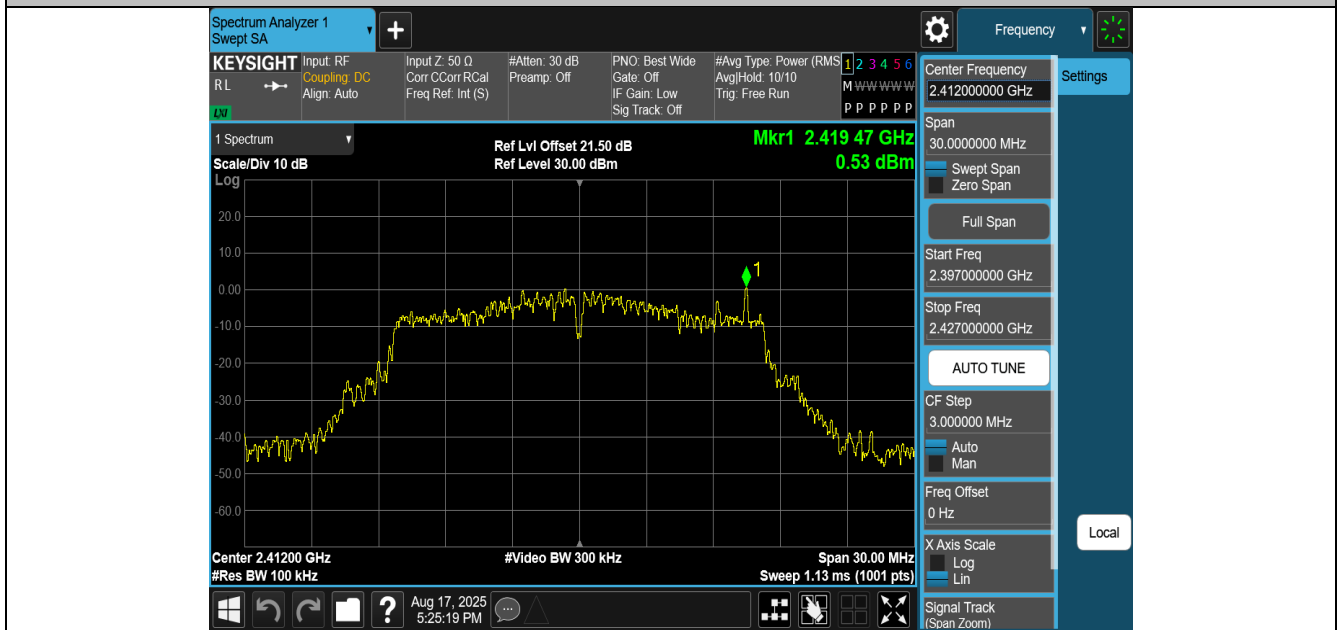 Spectrum Analyzer 1
Swept SA
+
Frequency
KEYSIGHT
R L
LXI
Input: RF
Coupling: DC
Align: Auto
Input Z: 50 Ω
Corr CCorr RCal
Freq Ref: Int (S)
#Atten: 30 dB
Preamp: Off
PNO: Best Wide
Gate: Off
IF Gain: Low
Sig Track: Off
#Avg Type: Power (RMS
Avg|Hold: 10/10
Trig: Free Run
1 2 3 4 5 6
M W W W W W
P P P P P P
1 Spectrum
Scale/Div 10 dB
Ref Lvl Offset 21.50 dB
Ref Level 30.00 dBm
Mkr1 2.419 47 GHz
0.53 dBm
Log
20.0
10.0
0.00
-10.0
-20.0
-30.0
-40.0
-50.0
-60.0
1
Center 2.41200 GHz
#Res BW 100 kHz
#Video BW 300 kHz
Span 30.00 MHz
Sweep 1.13 ms (1001 pts)
Center Frequency
2.412000000 GHz
Span
30.0000000 MHz
Swept Span
Zero Span
Full Span
Start Freq
2.397000000 GHz
Stop Freq
2.427000000 GHz
AUTO TUNE
CF Step
3.000000 MHz
Auto
Man
Freq Offset
0 Hz
X Axis Scale
Log
Lin
Signal Track
(Span Zoom)
Settings
Local
?
Aug 17, 2025
5:25:19 PM